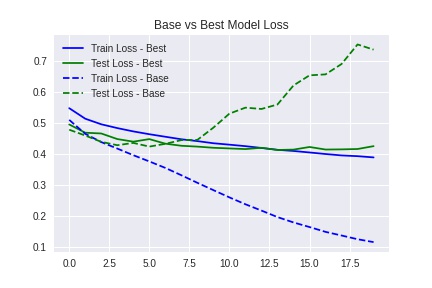 Base vs Best Model Loss
Train Loss - Best
Test Loss - Best
Train Loss - Base
Test Loss - Base
0.7
0.6
0.5
0.4
0.3
0.2
0.1
0.0 2.5 5.0 7.5 10.0 12.5 15.0 17.5